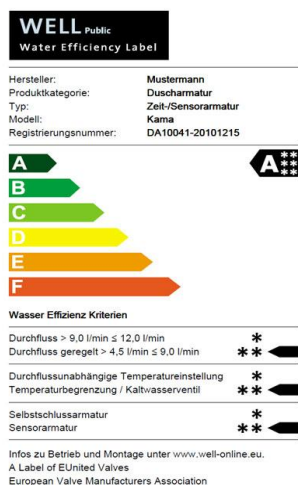 WELL Public
Water Efficiency Label
Hersteller: Mustermann
Produktkategorie: Duscharmatur
Typ: Zeit-/Sensorarmatur
Modell: Kama
Registrierungsnummer: DA10041-20101215
A A ******
B
C
D
E
F
Wasser Effizienz Kriterien
Durchfluss > 9,0 l/min ≤ 12,0 l/min *
Durchfluss geregelt > 4,5 l/min ≤ 9,0 l/min **
Durchflussunabhängige Temperatureinstellung *
Temperaturbegrenzung / Kaltwasserventil **
Selbstschlussarmatur *
Sensorarmatur **
Infos zu Betrieb und Montage unter www.well-online.eu.
A Label of EUnited Valves
European Valve Manufacturers Association